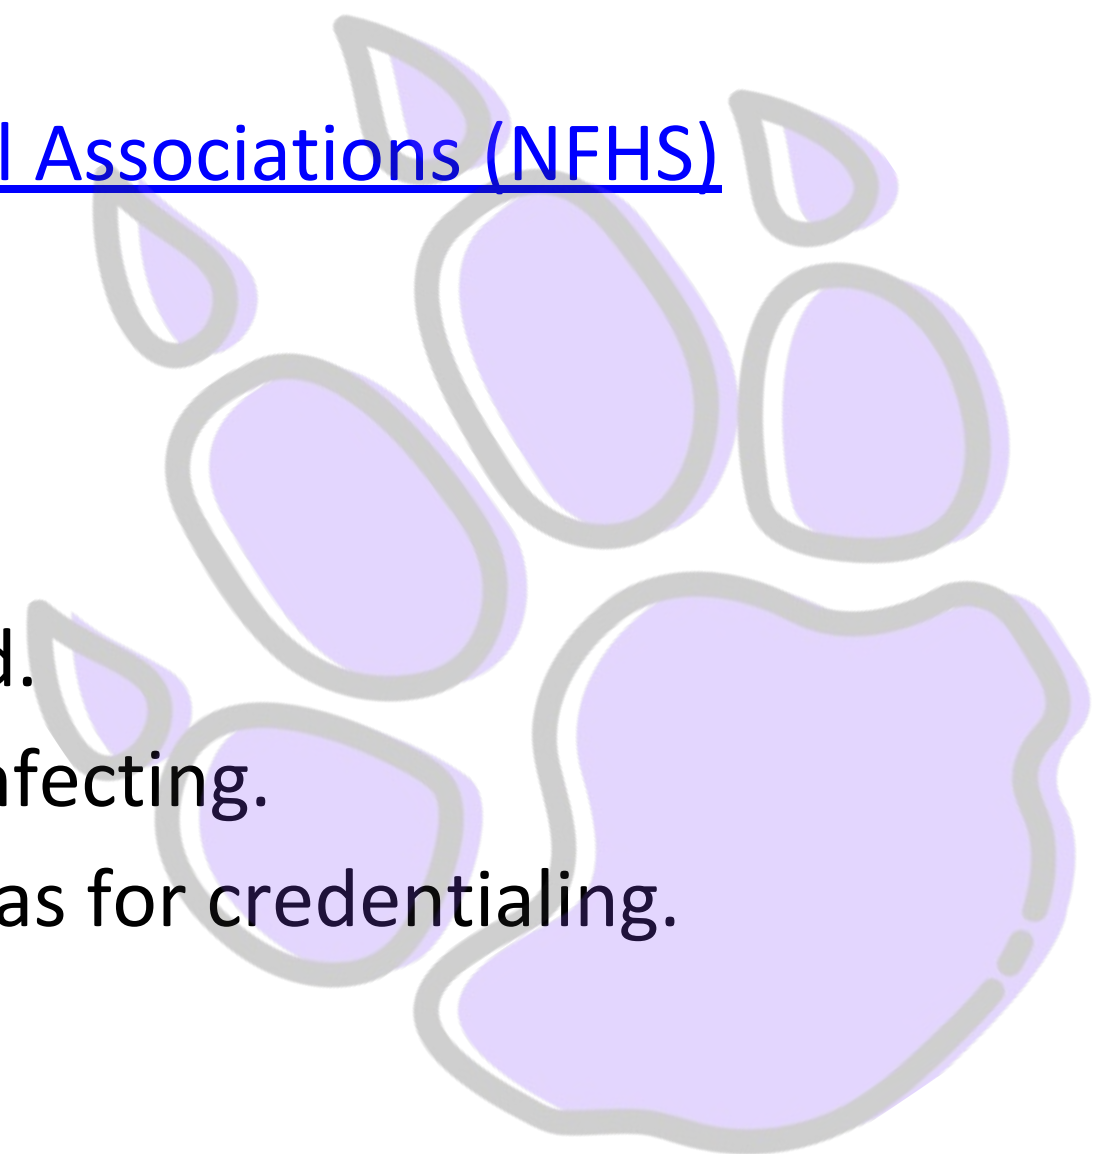 l Associations (NFHS)
d.
nfecting.
as for credentialing.